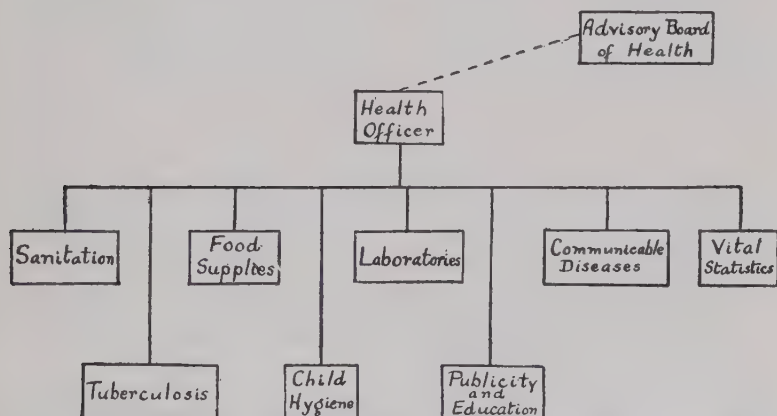 Advisory Board
of Health
Health
Officer
Sanitation
Food
Supplies
Laboratories
Communicable
Diseases
Vital
Statistics
Tuberculosis
Child
Hygiene
Publicity
and
Education